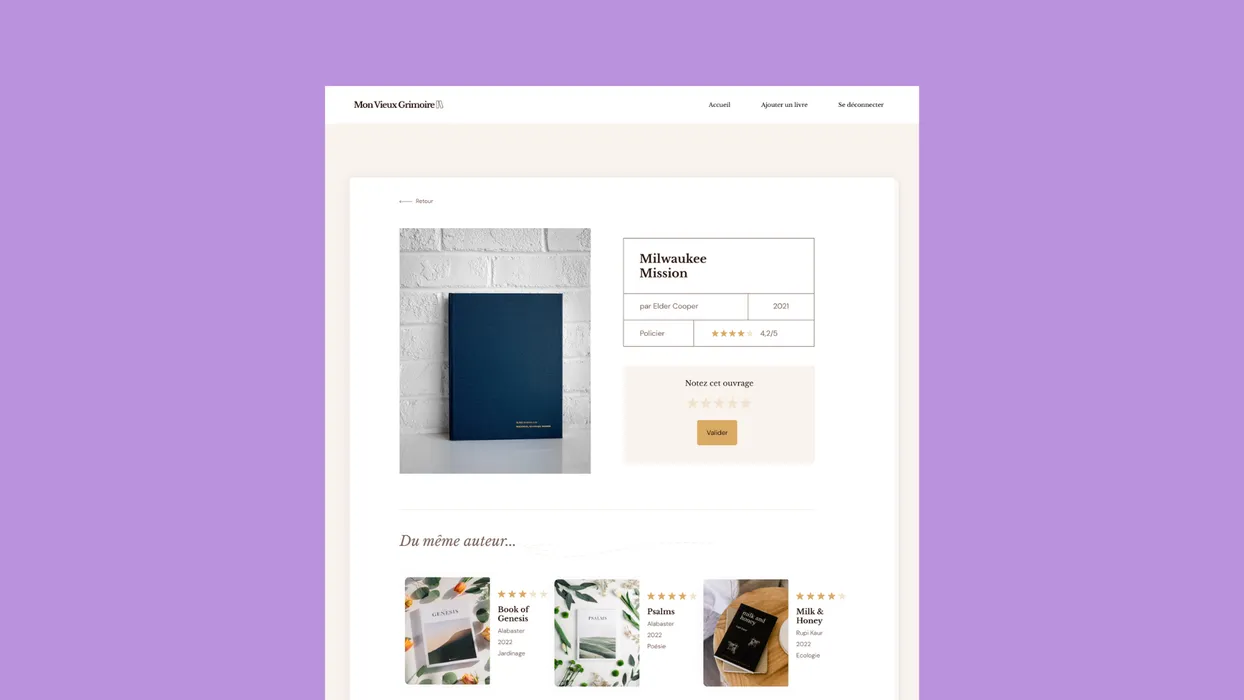 Mon Vieux Grimoire
Accueil
Ajouter un livre
Se déconnecter
Retour
Milwaukee
Mission
par Elder Cooper
2021
Policier
4,2/5
Notez cet ouvrage
Valider
Du même auteur...
GENESIS
Book of
Genesis
Alabaster
2022
Jardinage
PSALMS
Psalms
Alabaster
2022
Poésie
milk and
honey
Milk &
Honey
Rupi Kaur
2022
Ecologie